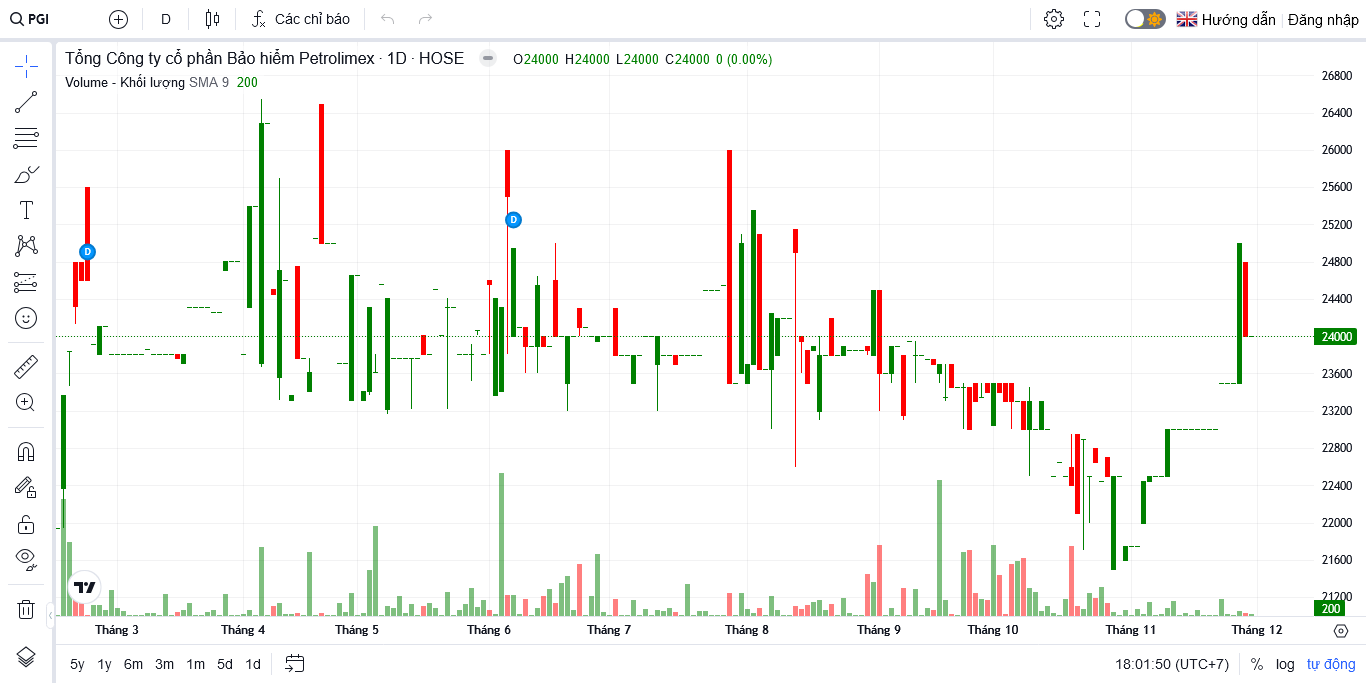 PGI D Các chỉ báo Hướng dẫn Đăng nhập
Tổng Công ty cổ phần Bảo hiểm Petrolimex · 1D · HOSE O24000 H24000 L24000 C24000 0 (0.00%)
Volume - Khối lượng SMA 9 200
26800
26400
26000
25600
25200
D
D
24800
24400
24000
23600
23200
22800
22400
22000
21600
21200
200
Tháng 3 Tháng 4 Tháng 5 Tháng 6 Tháng 7 Tháng 8 Tháng 9 Tháng 10 Tháng 11 Tháng 12
5y 1y 6m 3m 1m 5d 1d 18:01:50 (UTC+7) % log tự động